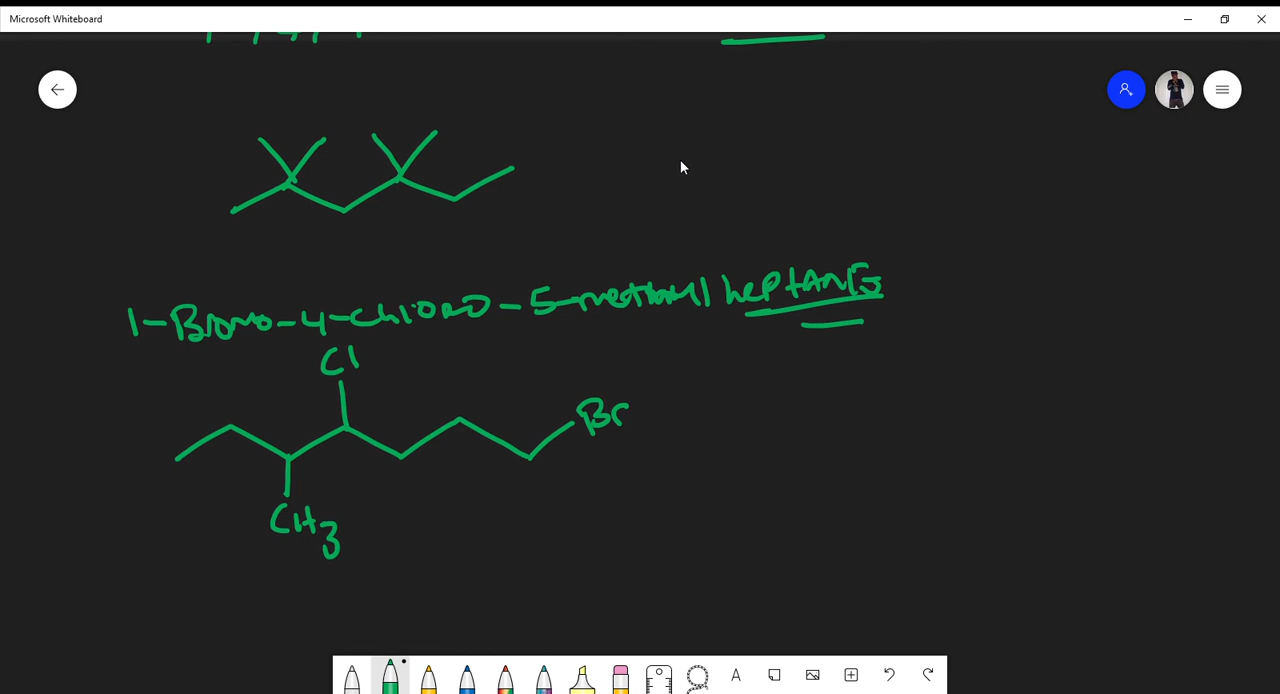 Microsoft Whiteboard
1-Bromo-4-chloro-5-methyl heptane
Cl
Br
CH3
A